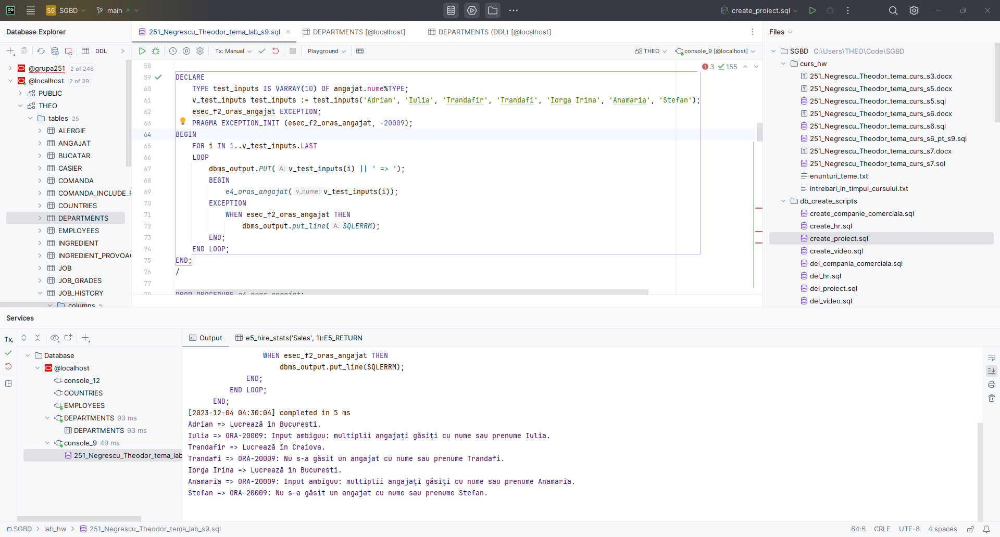 DG
SG SGBD
main
create_proiect.sql
Database Explorer
251_Negrescu_Theodor_tema_lab_s9.sql
DEPARTMENTS [@localhost]
DEPARTMENTS (DDL) [@localhost]
Files
DDL
Tx: Manual
Playground
THEO
console_9 [@localhost]
@grupa251 2 of 246
@localhost 2 of 39
PUBLIC
THEO
tables 25
ALERGIE
ANGAJAT
BUCATAR
CASIER
COMANDA
COMANDA_INCLUDE_
COUNTRIES
DEPARTMENTS
EMPLOYEES
INGREDIENT
INGREDIENT_PROVOA
JOB
JOB_GRADES
JOB_HISTORY
columns 5
3 155
58
59 DECLARE
60 TYPE test_inputs IS VARRAY(10) OF angajat.nume%TYPE;
61 v_test_inputs test_inputs := test_inputs('Adrian', 'Iulia', 'Trandafir', 'Trandafi', 'Iorga Irina', 'Anamaria', 'Stefan');
62 esec_f2_oras_angajat EXCEPTION;
63 PRAGMA EXCEPTION_INIT (esec_f2_oras_angajat, -20009);
64 BEGIN
65 FOR i IN 1..v_test_inputs.LAST
66 LOOP
67 dbms_output.PUT( A: v_test_inputs(i) || ' => ');
68 BEGIN
69 e4_oras_angajat( v_nume: v_test_inputs(i));
70 EXCEPTION
71 WHEN esec_f2_oras_angajat THEN
72 dbms_output.put_line( A: SQLERRM);
73 END;
74 END LOOP;
75 END;
76 /
77
78 DROP PROCEDURE e4_oras_angajat;
SGBD C:\Users\THEO\Code\SGBD
curs_hw
251_Negrescu_Theodor_tema_curs_s3.docx
251_Negrescu_Theodor_tema_curs_s5.docx
251_Negrescu_Theodor_tema_curs_s5.sql
251_Negrescu_Theodor_tema_curs_s6.docx
251_Negrescu_Theodor_tema_curs_s6.sql
251_Negrescu_Theodor_tema_curs_s6_pt_s9.sql
251_Negrescu_Theodor_tema_curs_s7.docx
251_Negrescu_Theodor_tema_curs_s7.sql
enunturi_teme.txt
intrebari_in_timpul_cursului.txt
db_create_scripts
create_companie_comerciala.sql
create_hr.sql
create_proiect.sql
create_video.sql
del_compania_comerciala.sql
del_hr.sql
del_proiect.sql
del_video.sql
Services
Tx
Database
@localhost
console_12
COUNTRIES
EMPLOYEES
DEPARTMENTS 93 ms
DEPARTMENTS 93 ms
console_9 49 ms
251_Negrescu_Theodor_tema_lab
Output
e5_hire_stats('Sales', 1):E5_RETURN
WHEN esec_f2_oras_angajat THEN
dbms_output.put_line(SQLERRM);
END;
END LOOP;
END;
[2023-12-04 04:30:04] completed in 5 ms
Adrian => Lucrează în Bucuresti.
Iulia => ORA-20009: Input ambiguu: multiplii angajați găsiți cu nume sau prenume Iulia.
Trandafir => Lucrează în Craiova.
Trandafi => ORA-20009: Nu s-a găsit un angajat cu nume sau prenume Trandafi.
Iorga Irina => Lucrează în Bucuresti.
Anamaria => ORA-20009: Input ambiguu: multiplii angajați găsiți cu nume sau prenume Anamaria.
Stefan => ORA-20009: Nu s-a găsit un angajat cu nume sau prenume Stefan.
SGBD
lab_hw
251_Negrescu_Theodor_tema_lab_s9.sql
64:6 CRLF UTF-8 4 spaces